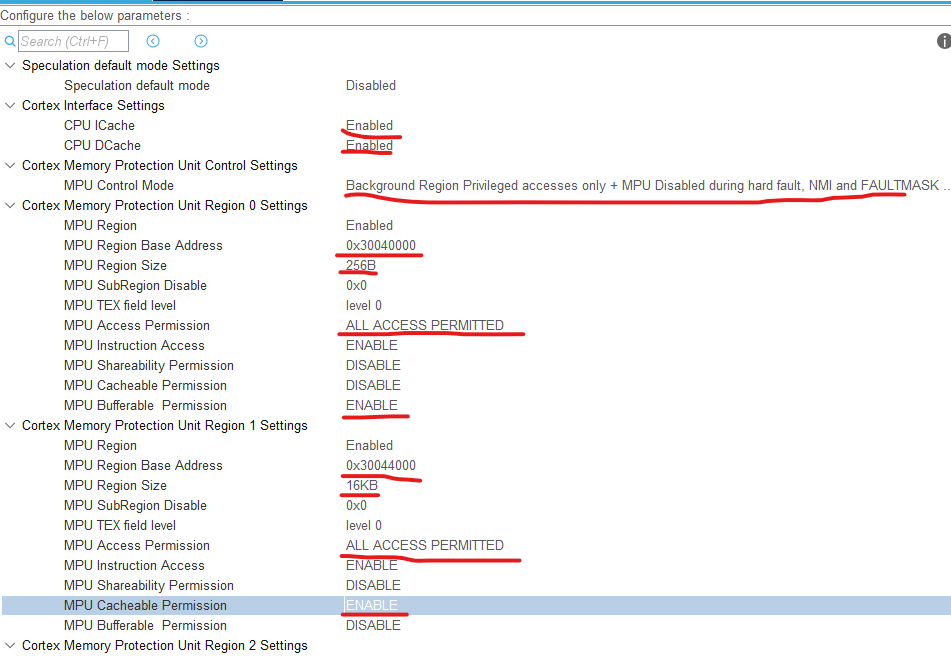 Configure the below parameters :
Search (Ctrl+F)
Speculation default mode Settings
Speculation default mode Disabled
Cortex Interface Settings
CPU ICache Enabled
CPU DCache Enabled
Cortex Memory Protection Unit Control Settings
MPU Control Mode Background Region Privileged accesses only + MPU Disabled during hard fault, NMI and FAULTMASK ...
Cortex Memory Protection Unit Region 0 Settings
MPU Region Enabled
MPU Region Base Address 0x30040000
MPU Region Size 256B
MPU SubRegion Disable 0x0
MPU TEX field level level 0
MPU Access Permission ALL ACCESS PERMITTED
MPU Instruction Access ENABLE
MPU Shareability Permission DISABLE
MPU Cacheable Permission DISABLE
MPU Bufferable Permission ENABLE
Cortex Memory Protection Unit Region 1 Settings
MPU Region Enabled
MPU Region Base Address 0x30044000
MPU Region Size 16KB
MPU SubRegion Disable 0x0
MPU TEX field level level 0
MPU Access Permission ALL ACCESS PERMITTED
MPU Instruction Access ENABLE
MPU Shareability Permission DISABLE
MPU Cacheable Permission ENABLE
MPU Bufferable Permission DISABLE
Cortex Memory Protection Unit Region 2 Settings